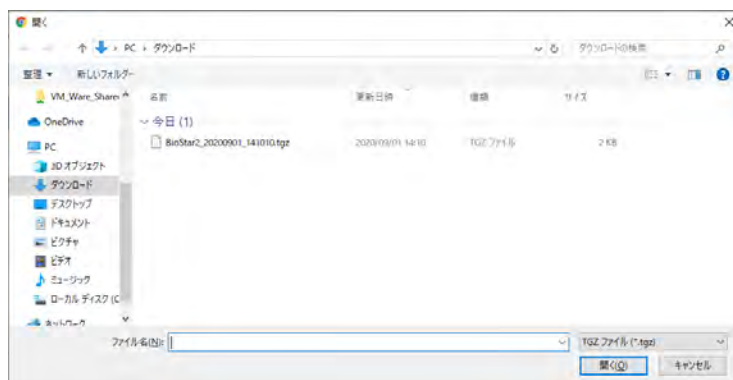 開く
PC › ダウンロード
ダウンロードの検索
整理 ▼ 新しいフォルダー
名前 更新日時 種類 サイズ
VM_Ware_Share
OneDrive
PC
3D オブジェクト
ダウンロード
デスクトップ
ドキュメント
ピクチャ
ビデオ
ミュージック
ローカル ディスク (C
ネットワーク
今日 (1)
BioStar2_20200901_141010.tgz 2020/09/01 14:10 TGZ ファイル 2 KB
ファイル名(N):
TGZ ファイル (*.tgz)
開く(O) キャンセル